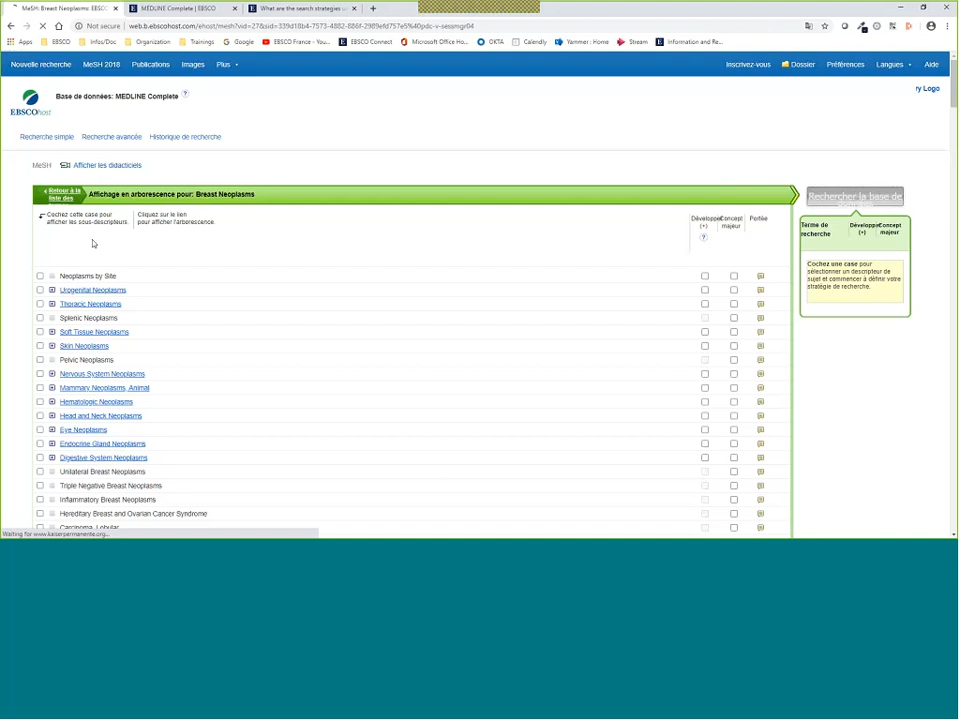 MeSH: Breast Neoplasms: EBSCO
MEDLINE Complete | EBSCO
What are the search strategies u
Not secure
web.b.ebscohost.com/ehost/mesh?vid=27&sid=339d18b4-7573-4882-886f-2989efd757e5%40pdc-v-sessmgr04
Apps EBSCO Infos/Doc Organization Trainings Google EBSCO France - You... EBSCO Connect Microsoft Office Ho... OKTA Calendly Yammer : Home Stream Information and Re...
Nouvelle recherche MeSH 2018 Publications Images Plus Inscrivez-vous Dossier Préférences Langues Aide
ry Logo
Base de données: MEDLINE Complete ?
EBSCOhost
Recherche simple Recherche avancée Historique de recherche
MeSH Afficher les didacticiels
Retour à la liste des
Affichage en arborescence pour: Breast Neoplasms
Rechercher la base de
Cochez cette case pour afficher les sous-descripteurs.
Cliquez sur le lien pour afficher l'arborescence
Développer (+)
Concept majeur
Portée
?
Terme de recherche
Développer (+)
Concept majeur
Cochez une case pour
sélectionner un descripteur de
sujet et commencer à définir votre
stratégie de recherche.
Neoplasms by Site
Urogenital Neoplasms
Thoracic Neoplasms
Splenic Neoplasms
Soft Tissue Neoplasms
Skin Neoplasms
Pelvic Neoplasms
Nervous System Neoplasms
Mammary Neoplasms, Animal
Hematologic Neoplasms
Head and Neck Neoplasms
Eye Neoplasms
Endocrine Gland Neoplasms
Digestive System Neoplasms
Unilateral Breast Neoplasms
Triple Negative Breast Neoplasms
Inflammatory Breast Neoplasms
Hereditary Breast and Ovarian Cancer Syndrome
Carcinoma, Lobular
Waiting for www.kaiserpermanente.org...